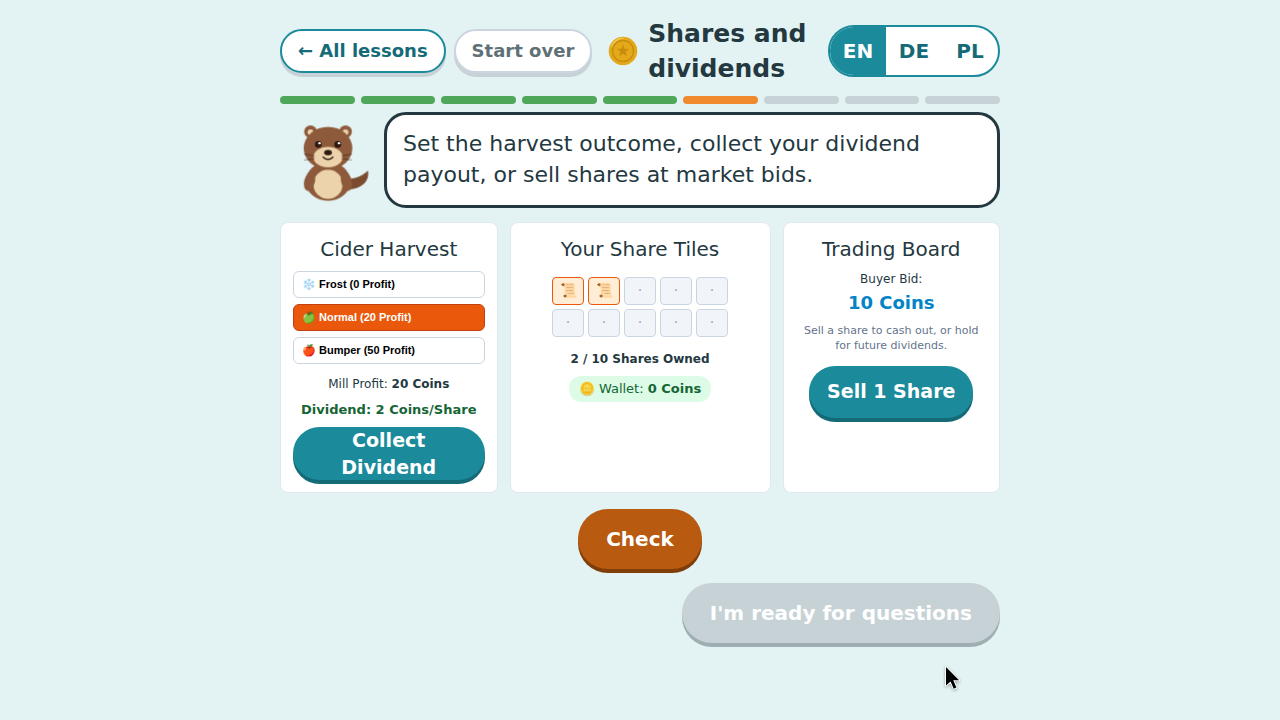 ← All lessons
Start over
Shares and
dividends
EN
DE
PL
Set the harvest outcome, collect your dividend
payout, or sell shares at market bids.
Cider Harvest
❄️ Frost (0 Profit)
🍏 Normal (20 Profit)
🍎 Bumper (50 Profit)
Mill Profit: 20 Coins
Dividend: 2 Coins/Share
Collect
Dividend
Your Share Tiles
2 / 10 Shares Owned
🪙 Wallet: 0 Coins
Trading Board
Buyer Bid:
10 Coins
Sell a share to cash out, or hold
for future dividends.
Sell 1 Share
Check
I'm ready for questions